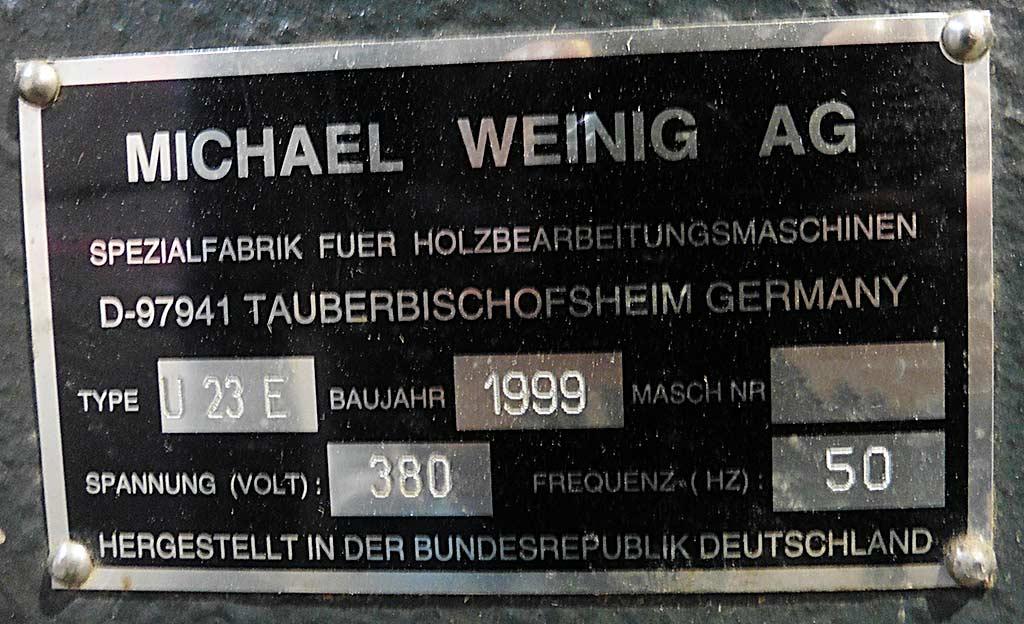 MICHAEL WEINIG AG
SPEZIALFABRIK FUER HOLZBEARBEITUNGSMASCHINEN
D-97941 TAUBERBISCHOFSHEIM GERMANY
TYPE U 23 E BAUJAHR 1999 MASCH NR
SPANNUNG (VOLT): 380 FREQUENZ (HZ): 50
HERGESTELLT IN DER BUNDESREPUBLIK DEUTSCHLAND